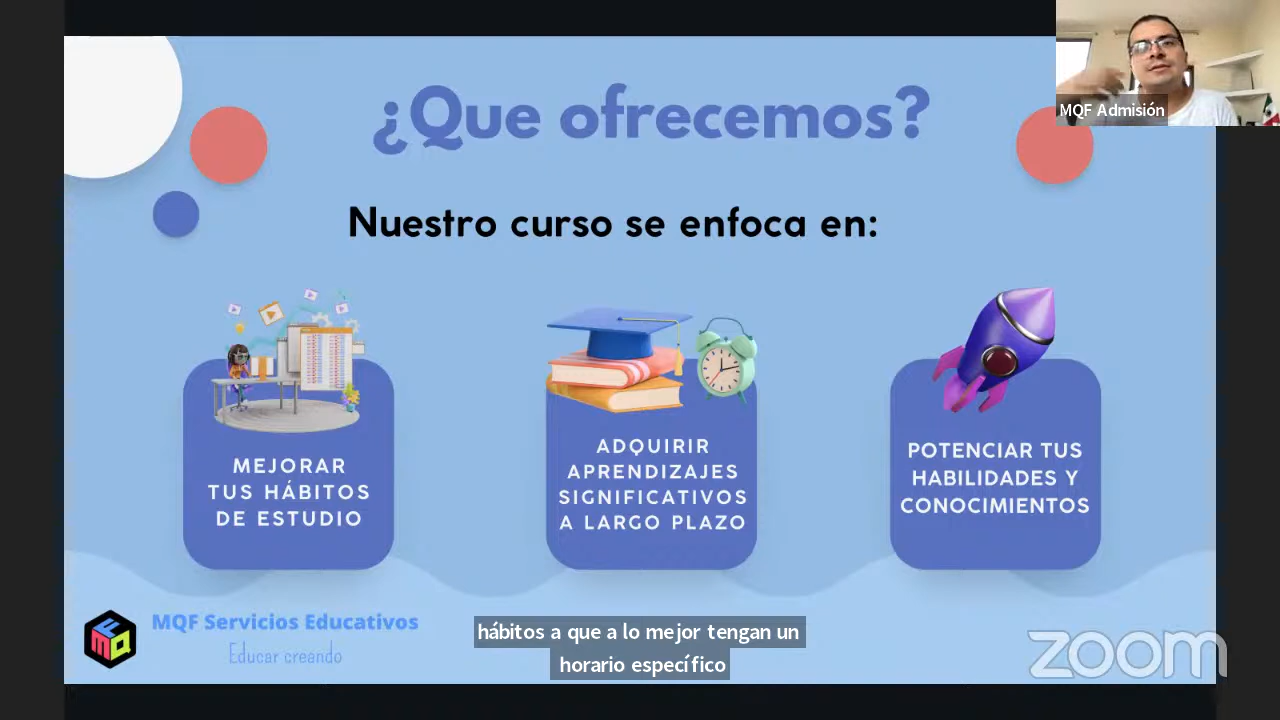 ¿Que ofrecemos?
MQF Admisión
Nuestro curso se enfoca en:
MEJORAR
TUS HÁBITOS
DE ESTUDIO
ADQUIRIR
APRENDIZAJES
SIGNIFICATIVOS
A LARGO PLAZO
POTENCIAR TUS
HABILIDADES Y
CONOCIMIENTOS
MFQ
MQF Servicios Educativos
Educar creando
hábitos a que a lo mejor tengan un
horario específico
zoom